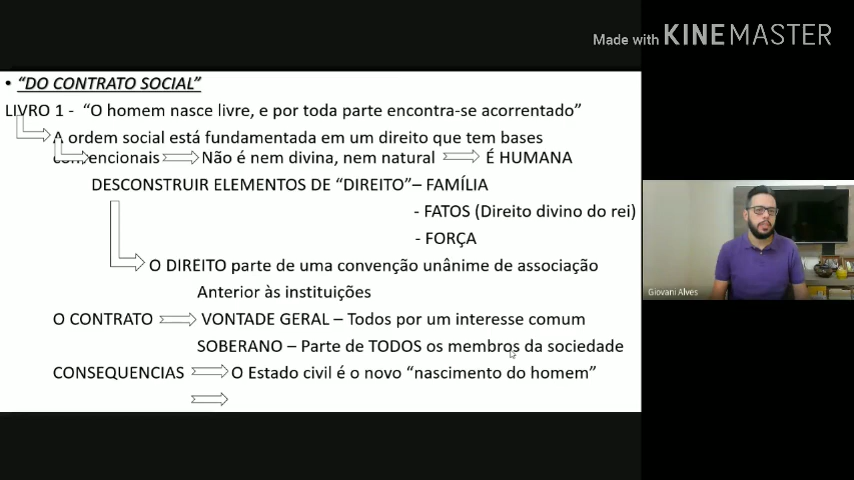 Made with KINEMASTER
• “DO CONTRATO SOCIAL”
LIVRO 1 - “O homem nasce livre, e por toda parte encontra-se acorrentado”
A ordem social está fundamentada em um direito que tem bases
convencionais Não é nem divina, nem natural É HUMANA
DESCONSTRUIR ELEMENTOS DE “DIREITO”– FAMÍLIA
- FATOS (Direito divino do rei)
- FORÇA
O DIREITO parte de uma convenção unânime de associação
Anterior às instituições
O CONTRATO VONTADE GERAL – Todos por um interesse comum
SOBERANO – Parte de TODOS os membros da sociedade
CONSEQUENCIAS O Estado civil é o novo “nascimento do homem”
Giovani Alves